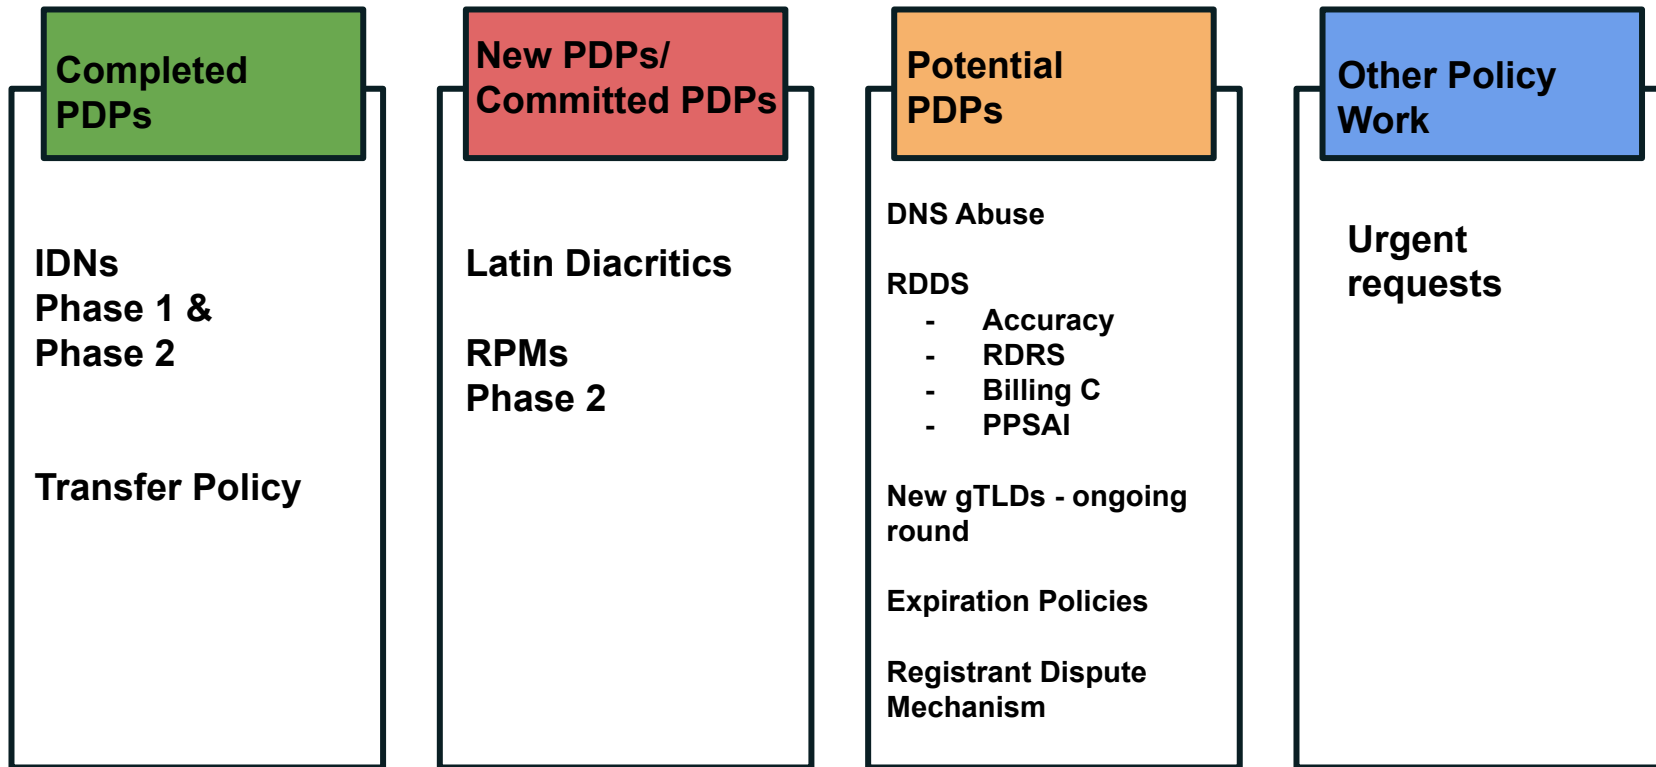 Completed
PDPs
IDNs
Phase 1 &
Phase 2
Transfer Policy
New PDPs/
Committed PDPs
Latin Diacritics
RPMs
Phase 2
Potential
PDPs
DNS Abuse
RDDS
- Accuracy
- RDRS
- Billing C
- PPSAI
New gTLDs - ongoing
round
Expiration Policies
Registrant Dispute
Mechanism
Other Policy
Work
Urgent
requests